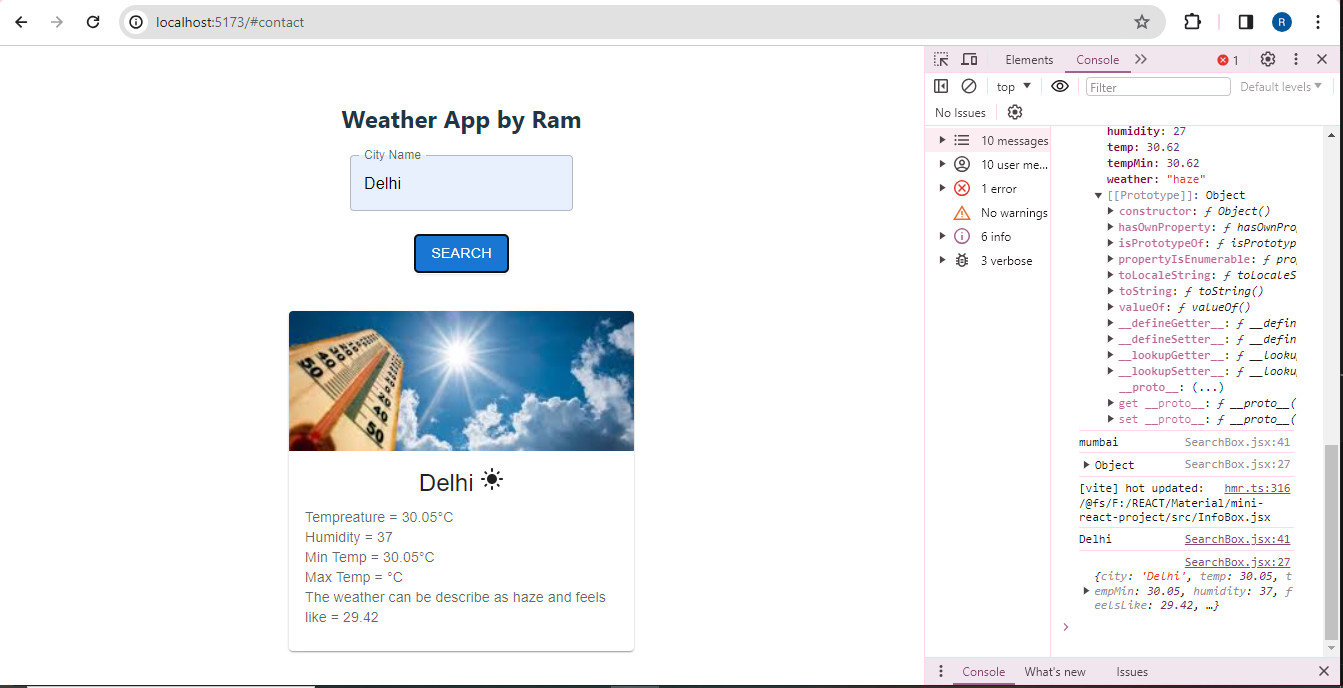 localhost:5173/#contact
R
Weather App by Ram
City Name
Delhi
SEARCH
Delhi
Tempreature = 30.05°C
Humidity = 37
Min Temp = 30.05°C
Max Temp = °C
The weather can be describe as haze and feels
like = 29.42
Elements
Console
1
top
Filter
Default levels
No Issues
10 messages
10 user me...
1 error
No warnings
6 info
3 verbose
humidity: 27
temp: 30.62
tempMin: 30.62
weather: "haze"
[[Prototype]]: Object
constructor: ƒ Object()
hasOwnProperty: ƒ hasOwnPro
isPrototypeOf: ƒ isPrototyp
propertyIsEnumerable: ƒ pro
toLocaleString: ƒ toLocaleS
toString: ƒ toString()
valueOf: ƒ valueOf()
__defineGetter__: ƒ __defin
__defineSetter__: ƒ __defin
__lookupGetter__: ƒ __looku
__lookupSetter__: ƒ __looku
__proto__: (...)
get __proto__: ƒ __proto__(
set __proto__: ƒ __proto__(
mumbai SearchBox.jsx:41
Object SearchBox.jsx:27
[vite] hot updated: hmr.ts:316
/@fs/F:/REACT/Material/mini-
react-project/src/InfoBox.jsx
Delhi SearchBox.jsx:41
SearchBox.jsx:27
{city: 'Delhi', temp: 30.05, t
empMin: 30.05, humidity: 37, f
eelsLike: 29.42, …}
Console
What's new
Issues